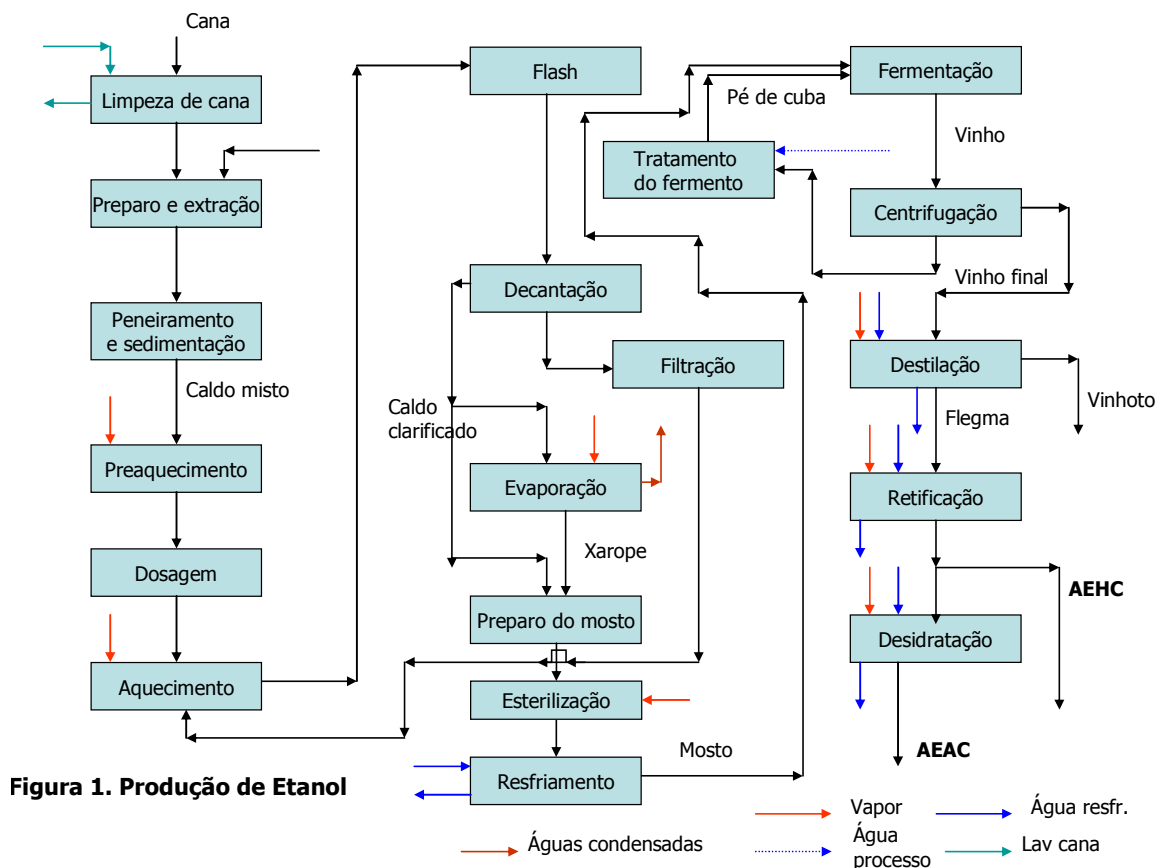 Cana
Limpeza de cana
Preparo e extração
Peneiramento
e sedimentação
Caldo misto
Preaquecimento
Dosagem
Aquecimento
Flash
Decantação
Filtração
Caldo
clarificado
Evaporação
Xarope
Preparo do mosto
Esterilização
Mosto
Resfriamento
Fermentação
Pé de cuba
Vinho
Tratamento
do fermento
Centrifugação
Vinho final
Destilação
Vinhoto
Flegma
Retificação
AEHC
Desidratação
AEAC
Figura 1. Produção de Etanol
Vapor
Água resfr.
Águas condensadas
Água
processo
Lav cana